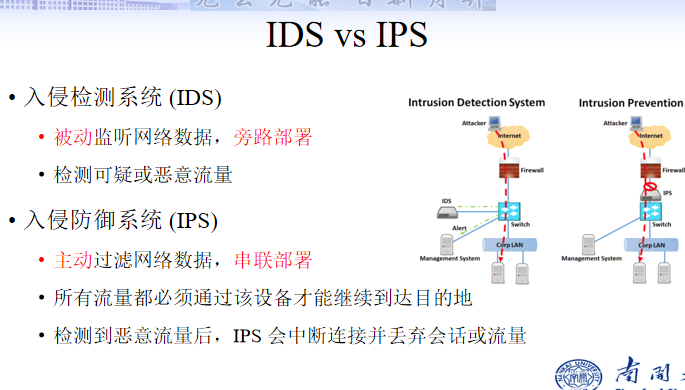 IDS vs IPS
• 入侵检测系统 (IDS)
• 被动监听网络数据，旁路部署
• 检测可疑或恶意流量
• 入侵防御系统 (IPS)
• 主动过滤网络数据，串联部署
• 所有流量都必须通过该设备才能继续到达目的地
• 检测到恶意流量后，IPS 会中断连接并丢弃会话或流量
Intrusion Detection System
Attacker
Internet
Firewall
IDS
Switch
Alert
Corp LAN
Management System
Intrusion Prevention
Attacker
Internet
Firewall
IPS
Switch
Corp LAN
Management System
南开